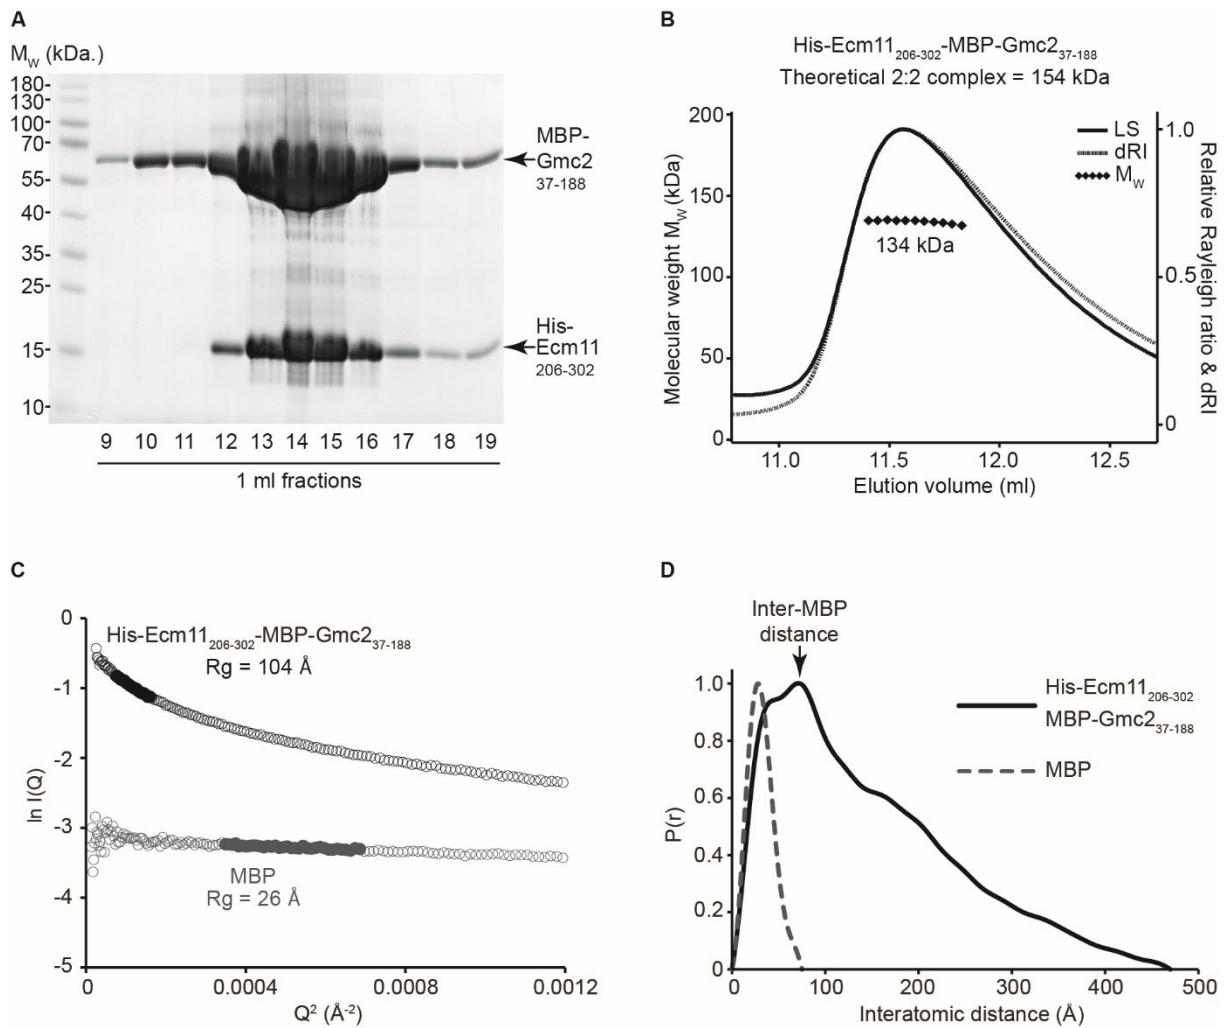 A
M_W (kDa.)
180-
130-
100-
70-
55-
40-
35-
25-
15-
10-
MBP-
Gmc2
37-188
His-
Ecm11
206-302
9 10 11 12 13 14 15 16 17 18 19
1 ml fractions
B
His-Ecm11206-302-MBP-Gmc237-188
Theoretical 2:2 complex = 154 kDa
200
150
100
50
0
Molecular weight M_W (kDa)
LS
dRI
M_W
134 kDa
1.0
0.5
0
Relative Rayleigh ratio & dRI
11.0 11.5 12.0 12.5
Elution volume (ml)
C
0
-1
-2
-3
-4
-5
ln I(Q)
His-Ecm11206-302-MBP-Gmc237-188
Rg = 104 Å
MBP
Rg = 26 Å
0 0.0004 0.0008 0.0012
Q² (Å⁻²)
D
Inter-MBP
distance
1.0
0.8
0.6
0.4
0.2
0
P(r)
His-Ecm11206-302
MBP-Gmc237-188
MBP
0 100 200 300 400 500
Interatomic distance (Å)